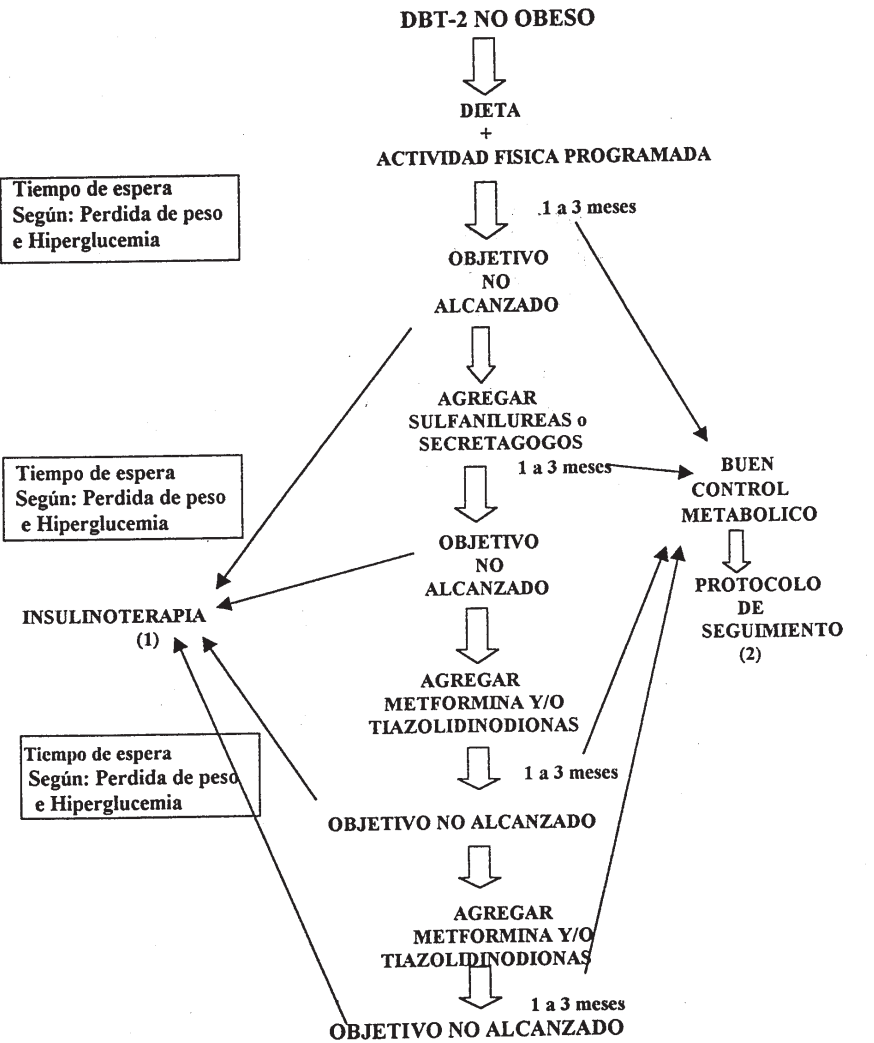 DBT-2 NO OBESO
DIETA
+
ACTIVIDAD FISICA PROGRAMADA
Tiempo de espera
Según: Perdida de peso
e Hiperglucemia
1 a 3 meses
OBJETIVO
NO
ALCANZADO
AGREGAR
SULFANILUREAS o
SECRETAGOGOS
1 a 3 meses
Tiempo de espera
Según: Perdida de peso
e Hiperglucemia
BUEN
CONTROL
METABOLICO
OBJETIVO
NO
ALCANZADO
PROTOCOLO
DE
SEGUIMIENTO
(2)
INSULINOTERAPIA
(1)
AGREGAR
METFORMINA Y/O
TIAZOLIDINODIONAS
Tiempo de espera
Según: Perdida de peso
e Hiperglucemia
1 a 3 meses
OBJETIVO NO ALCANZADO
AGREGAR
METFORMINA Y/O
TIAZOLIDINODIONAS
1 a 3 meses
OBJETIVO NO ALCANZADO